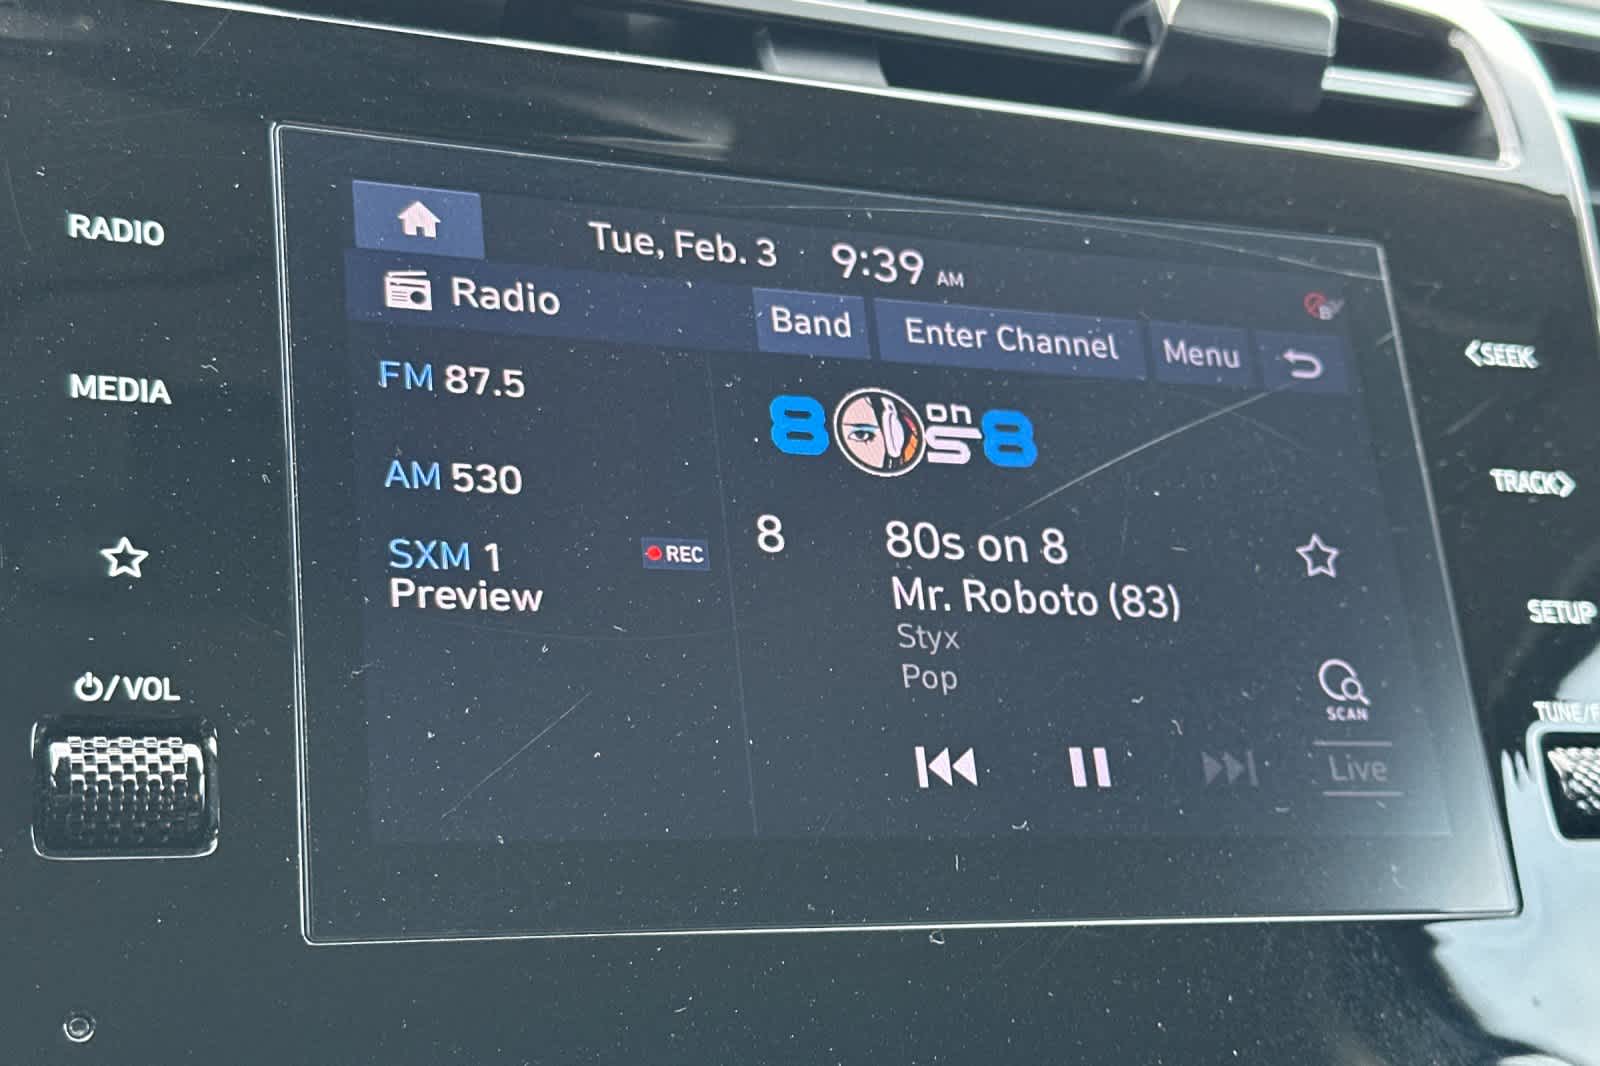 RADIO
MEDIA
/VOL
Tue, Feb. 3 9:39 AM
Radio
Band
Enter Channel
Menu
FM 87.5
AM 530
SXM 1
Preview
REC
80s on 8
8
80s on 8
Mr. Roboto (83)
Styx
Pop
SCAN
Live
<SEEK
TRACK>
SETUP
TUNE/F